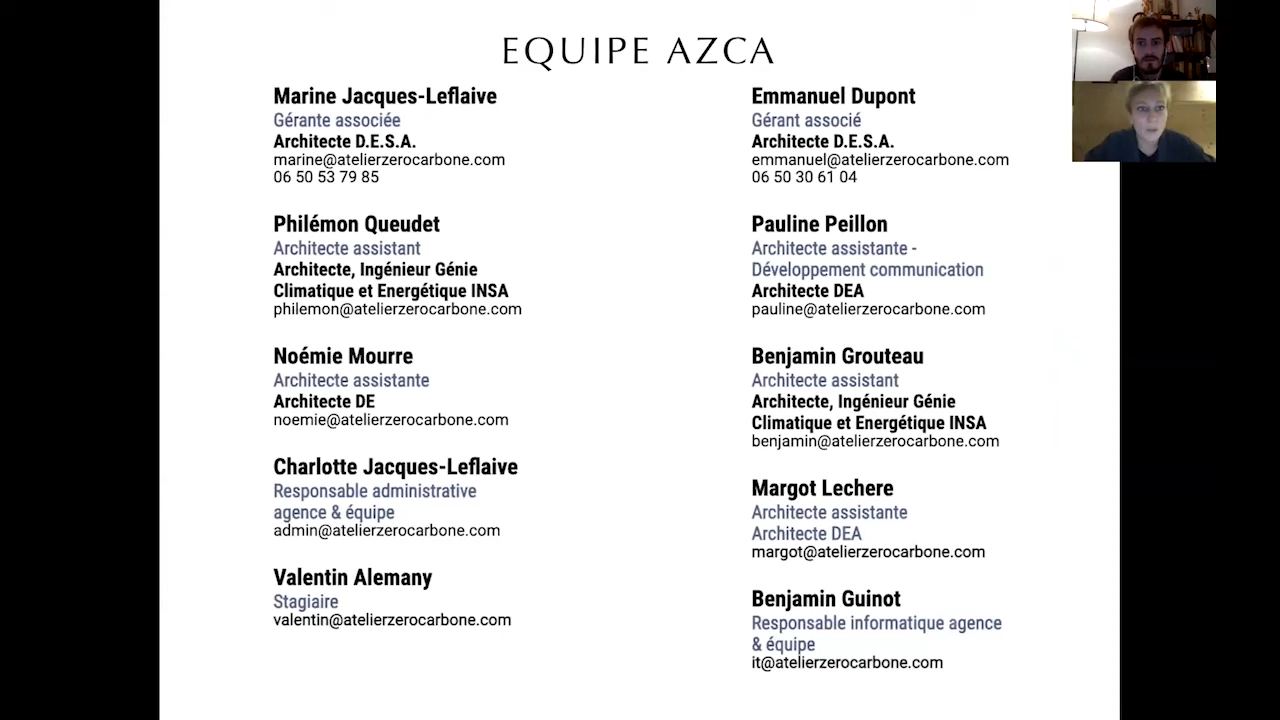 EQUIPE AZCA
Marine Jacques-Leflaive
Gérante associée
Architecte D.E.S.A.
marine@atelierzerocarbone.com
06 50 53 79 85
Philémon Queudet
Architecte assistant
Architecte, Ingénieur Génie
Climatique et Energétique INSA
philemon@atelierzerocarbone.com
Noémie Mourre
Architecte assistante
Architecte DE
noemie@atelierzerocarbone.com
Charlotte Jacques-Leflaive
Responsable administrative
agence & équipe
admin@atelierzerocarbone.com
Valentin Alemany
Stagiaire
valentin@atelierzerocarbone.com
Emmanuel Dupont
Gérant associé
Architecte D.E.S.A.
emmanuel@atelierzerocarbone.com
06 50 30 61 04
Pauline Peillon
Architecte assistante -
Développement communication
Architecte DEA
pauline@atelierzerocarbone.com
Benjamin Grouteau
Architecte assistant
Architecte, Ingénieur Génie
Climatique et Energétique INSA
benjamin@atelierzerocarbone.com
Margot Lechere
Architecte assistante
Architecte DEA
margot@atelierzerocarbone.com
Benjamin Guinot
Responsable informatique agence
& équipe
it@atelierzerocarbone.com